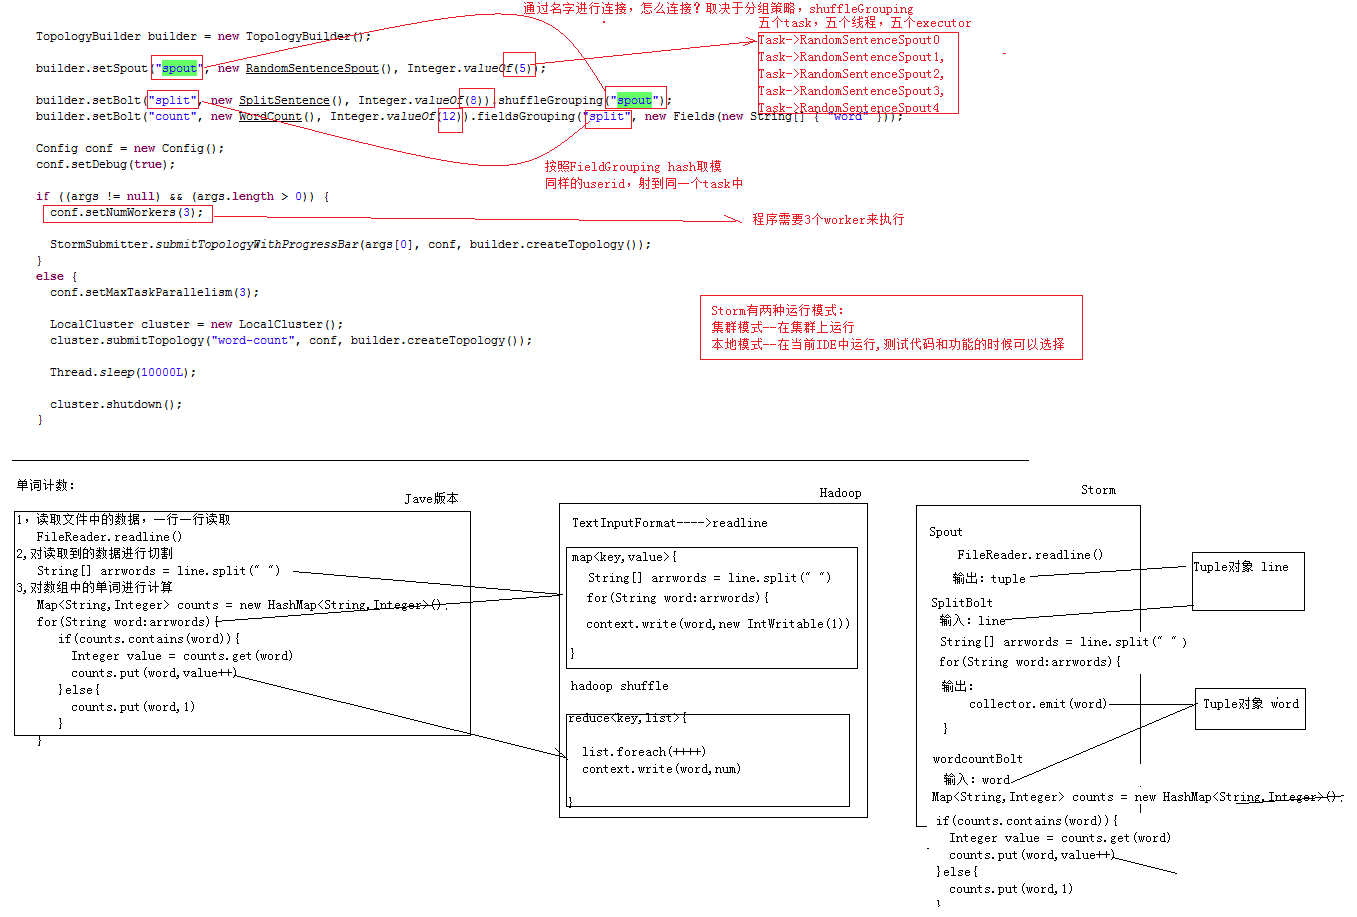 通过名字进行连接，怎么连接？取决于分组策略，shuffleGrouping
五个task，五个线程，五个executor
TopologyBuilder builder = new TopologyBuilder();
Task->RandomSentenceSpout0
Task->RandomSentenceSpout1,
builder.setSpout("spout", new RandomSentenceSpout(), Integer.valueOf(5));
Task->RandomSentenceSpout2,
Task->RandomSentenceSpout3,
Task->RandomSentenceSpout4
builder.setBolt("split", new SplitSentence(), Integer.valueOf(8)).shuffleGrouping("spout");
builder.setBolt("count", new WordCount(), Integer.valueOf(12)).fieldsGrouping("split", new Fields(new String[] { "word" }));
Config conf = new Config();
conf.setDebug(true);
按照FieldGrouping hash取模
同样的userid，射到同一个task中
if ((args != null) && (args.length > 0)) {
conf.setNumWorkers(3);
程序需要3个worker来执行
StormSubmitter.submitTopologyWithProgressBar(args[0], conf, builder.createTopology());
}
else {
conf.setMaxTaskParallelism(3);
LocalCluster cluster = new LocalCluster();
cluster.submitTopology("word-count", conf, builder.createTopology());
Thread.sleep(10000L);
cluster.shutdown();
}
Storm有两种运行模式：
集群模式--在集群上运行
本地模式--在当前IDE中运行,测试代码和功能的时候可以选择
单词计数：
Jave版本
1，读取文件中的数据，一行一行读取
FileReader.readline()
2,对读取到的数据进行切割
String[] arrwords = line.split(" ")
3,对数组中的单词进行计算
Map<String,Integer> counts = new HashMap<String,Integer>();
for(String word:arrwords){
if(counts.contains(word)){
Integer value = counts.get(word)
counts.put(word,value++)
}else{
counts.put(word,1)
}
}
Hadoop
TextInputFormat---->readline
map<key,value>{
String[] arrwords = line.split(" ")
for(String word:arrwords){
context.write(word,new IntWritable(1))
}
hadoop shuffle
reduce<key,list>{
list.foreach(++++)
context.write(word,num)
}
Storm
Spout
FileReader.readline()
输出：tuple
Tuple对象 line
SplitBolt
输入：line
String[] arrwords = line.split(" ")
for(String word:arrwords){
输出：
collector.emit(word)
Tuple对象 word
}
wordcountBolt
输入：word
Map<String,Integer> counts = new HashMap<String,Integer>();
if(counts.contains(word)){
Integer value = counts.get(word)
counts.put(word,value++)
}else{
counts.put(word,1)
}